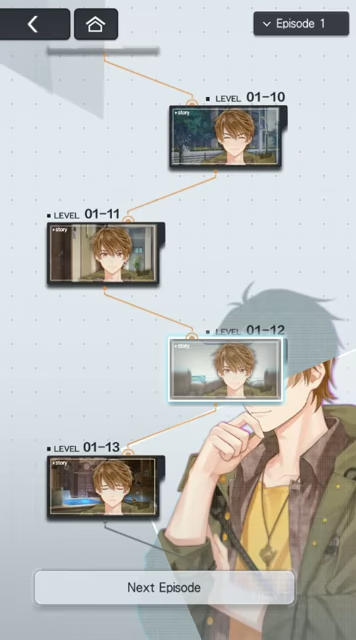 Episode 1
LEVEL 01-10
story
LEVEL 01-11
story
LEVEL 01-12
story
LEVEL 01-13
story
Next Episode